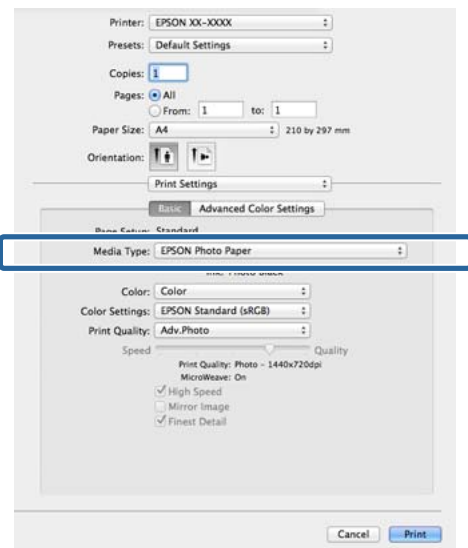 Printer: EPSON XX-XXXX
Presets: Default Settings
Copies: 1
Pages: All
From: 1 to: 1
Paper Size: A4 210 by 297 mm
Orientation:
Print Settings
Basic Advanced Color Settings
Page Setup: Standard
Media Type: EPSON Photo Paper
Ink: Photo Black
Color: Color
Color Settings: EPSON Standard (sRGB)
Print Quality: Adv.Photo
Speed Quality
Print Quality: Photo - 1440x720dpi
MicroWeave: On
High Speed
Mirror Image
Finest Detail
Cancel Print